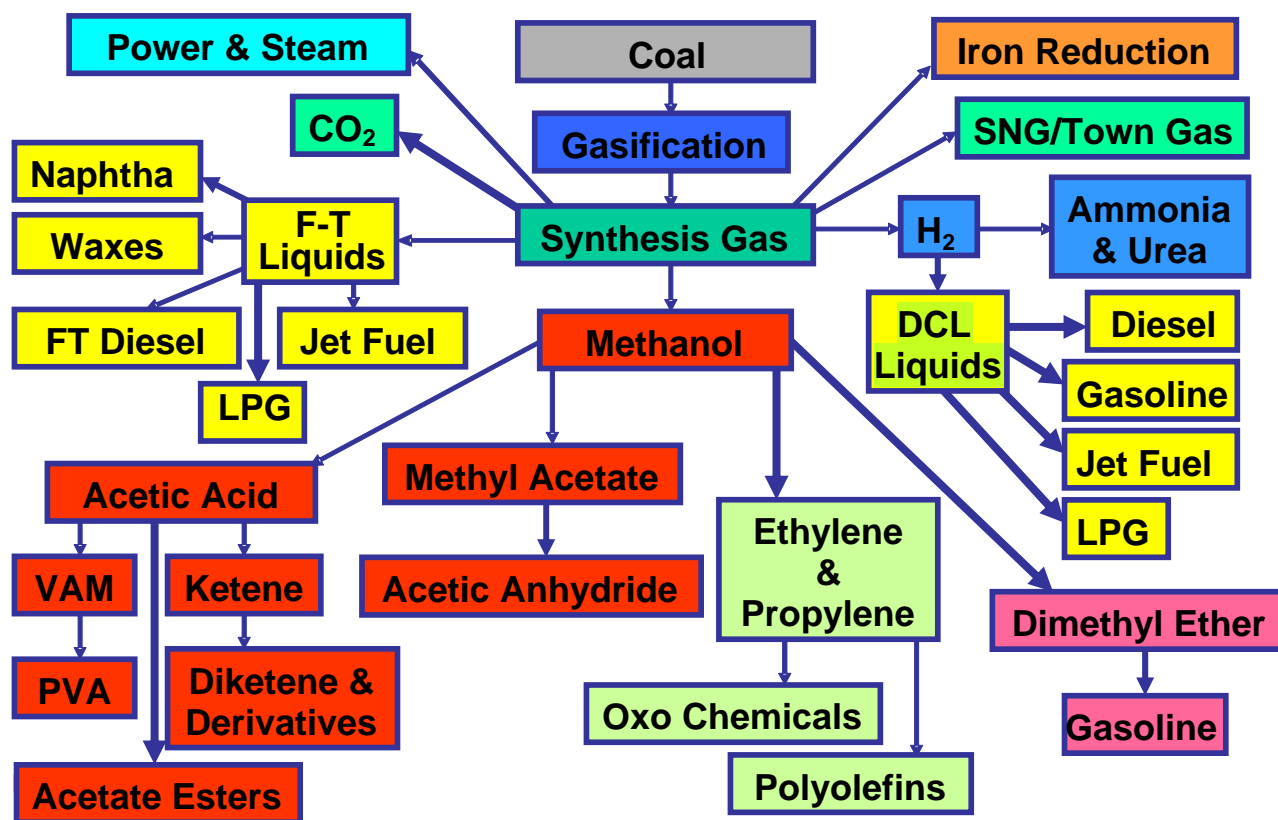 Power & Steam
Coal
Iron Reduction
CO₂
Gasification
SNG/Town Gas
Naphtha
F-T
Liquids
Waxes
Synthesis Gas
H₂
Ammonia
& Urea
FT Diesel
Jet Fuel
LPG
Methanol
DCL
Liquids
Diesel
Gasoline
Jet Fuel
LPG
Acetic Acid
Methyl Acetate
Ethylene
&
Propylene
VAM
Ketene
Acetic Anhydride
Dimethyl Ether
PVA
Diketene &
Derivatives
Oxo Chemicals
Gasoline
Acetate Esters
Polyolefins